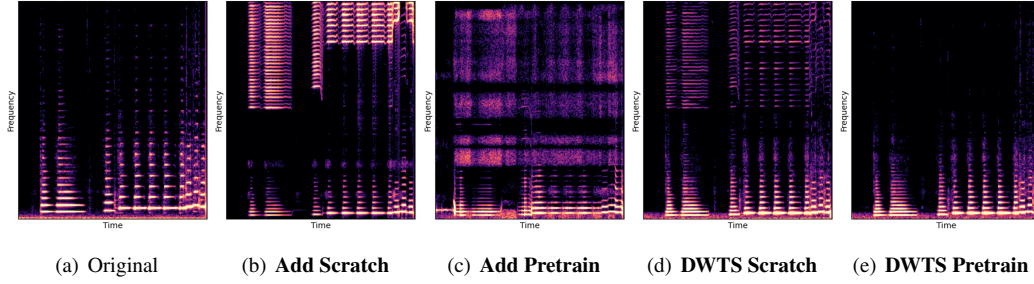 Frequency
Time
Frequency
Time
Frequency
Time
Frequency
Time
Frequency
Time
(a) Original
(b) Add Scratch
(c) Add Pretrain
(d) DWTS Scratch
(e) DWTS Pretrain